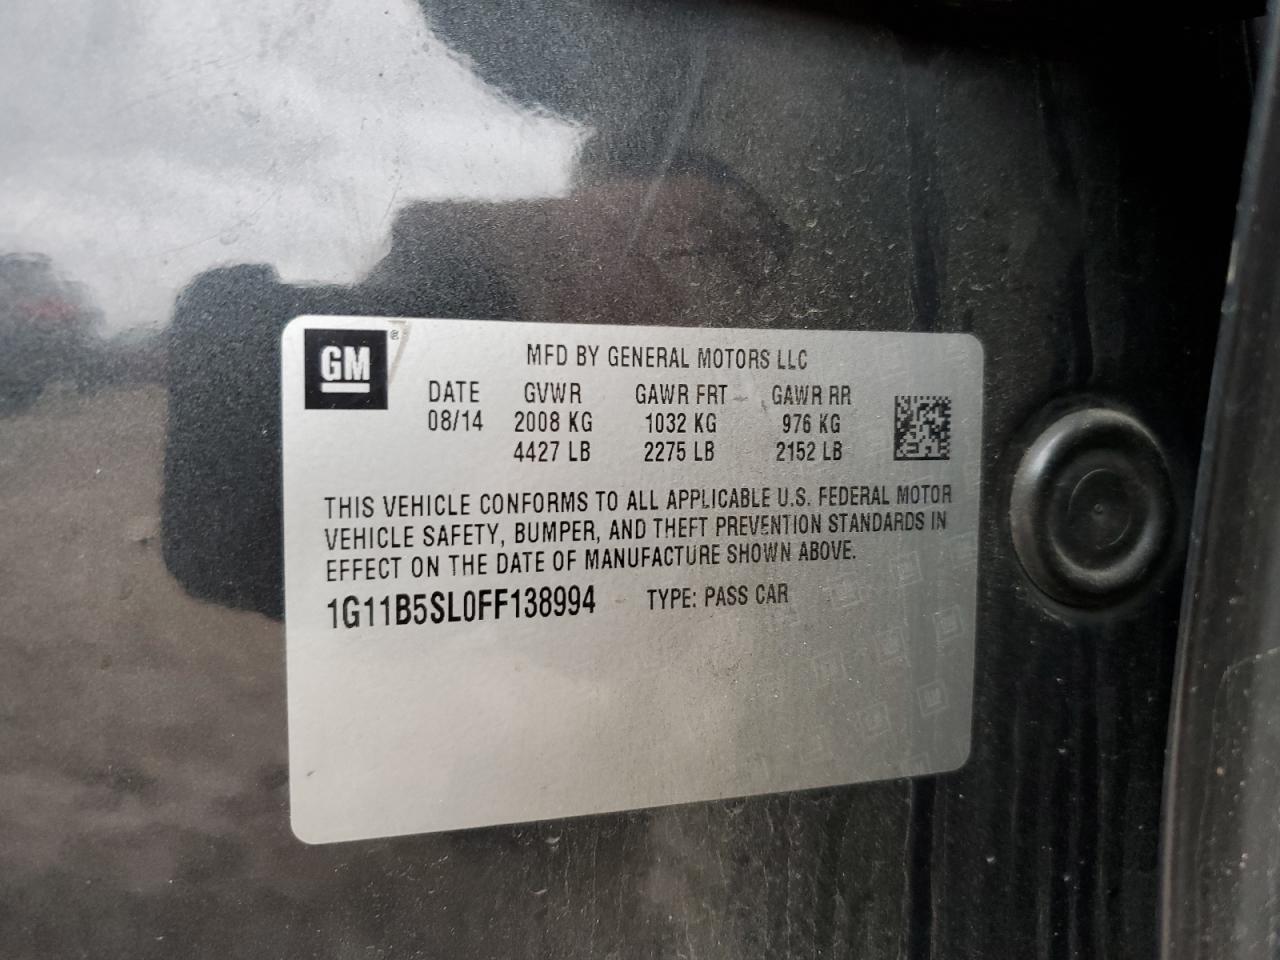 GM ®
MFD BY GENERAL MOTORS LLC
DATE GVWR GAWR FRT GAWR RR
08/14 2008 KG 1032 KG 976 KG
4427 LB 2275 LB 2152 LB
THIS VEHICLE CONFORMS TO ALL APPLICABLE U.S. FEDERAL MOTOR
VEHICLE SAFETY, BUMPER, AND THEFT PREVENTION STANDARDS IN
EFFECT ON THE DATE OF MANUFACTURE SHOWN ABOVE.
1G11B5SL0FF138994 TYPE: PASS CAR